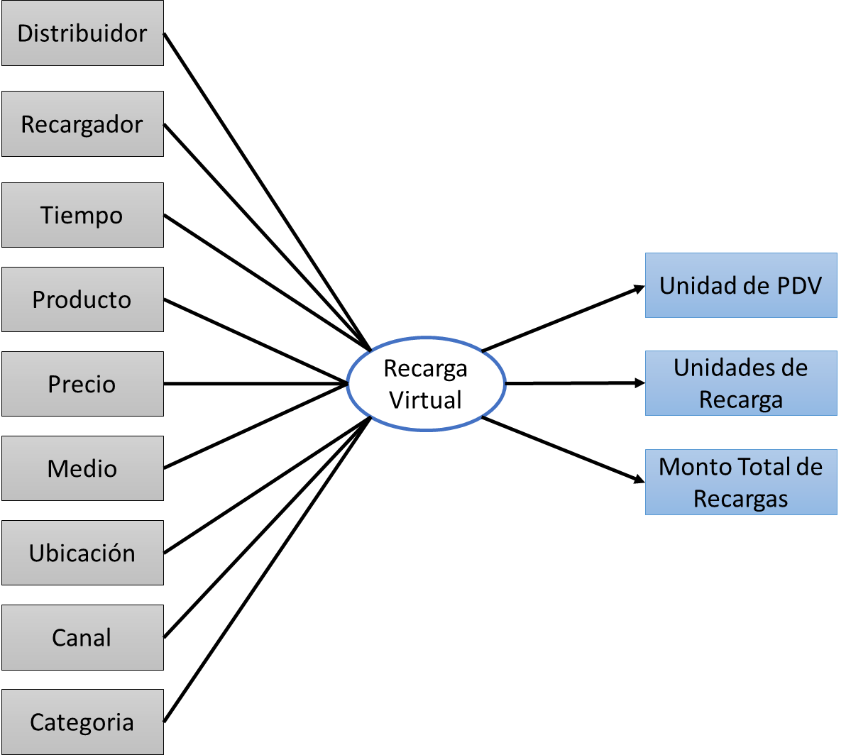 Distribuidor
Recargador
Tiempo
Producto
Precio
Medio
Ubicación
Canal
Categoria
Recarga
Virtual
Unidad de PDV
Unidades de
Recarga
Monto Total de
Recargas